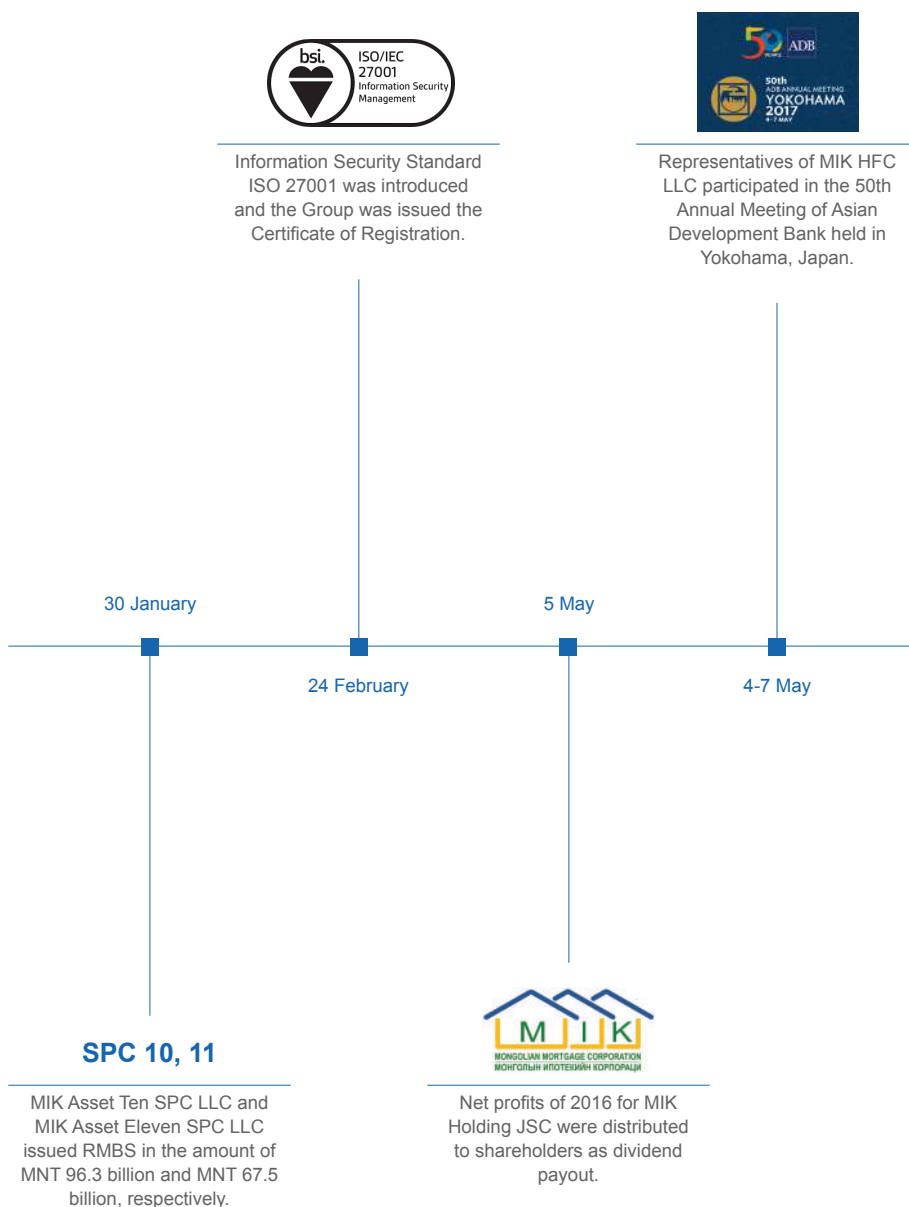 bsi.
ISO/IEC
27001
Information Security
Management
Information Security Standard
ISO 27001 was introduced
and the Group was issued the
Certificate of Registration.
50 ADB
50th
ADB ANNUAL MEETING
YOKOHAMA
2017
4-7 MAY
Representatives of MIK HFC
LLC participated in the 50th
Annual Meeting of Asian
Development Bank held in
Yokohama, Japan.
30 January
5 May
24 February
4-7 May
SPC 10, 11
MIK Asset Ten SPC LLC and
MIK Asset Eleven SPC LLC
issued RMBS in the amount of
MNT 96.3 billion and MNT 67.5
billion, respectively.
M I K
MONGOLIAN MORTGAGE CORPORATION
МОНГОЛЫН ИПОТЕКИЙН КОРПОРАЦИ
Net profits of 2016 for MIK
Holding JSC were distributed
to shareholders as dividend
payout.